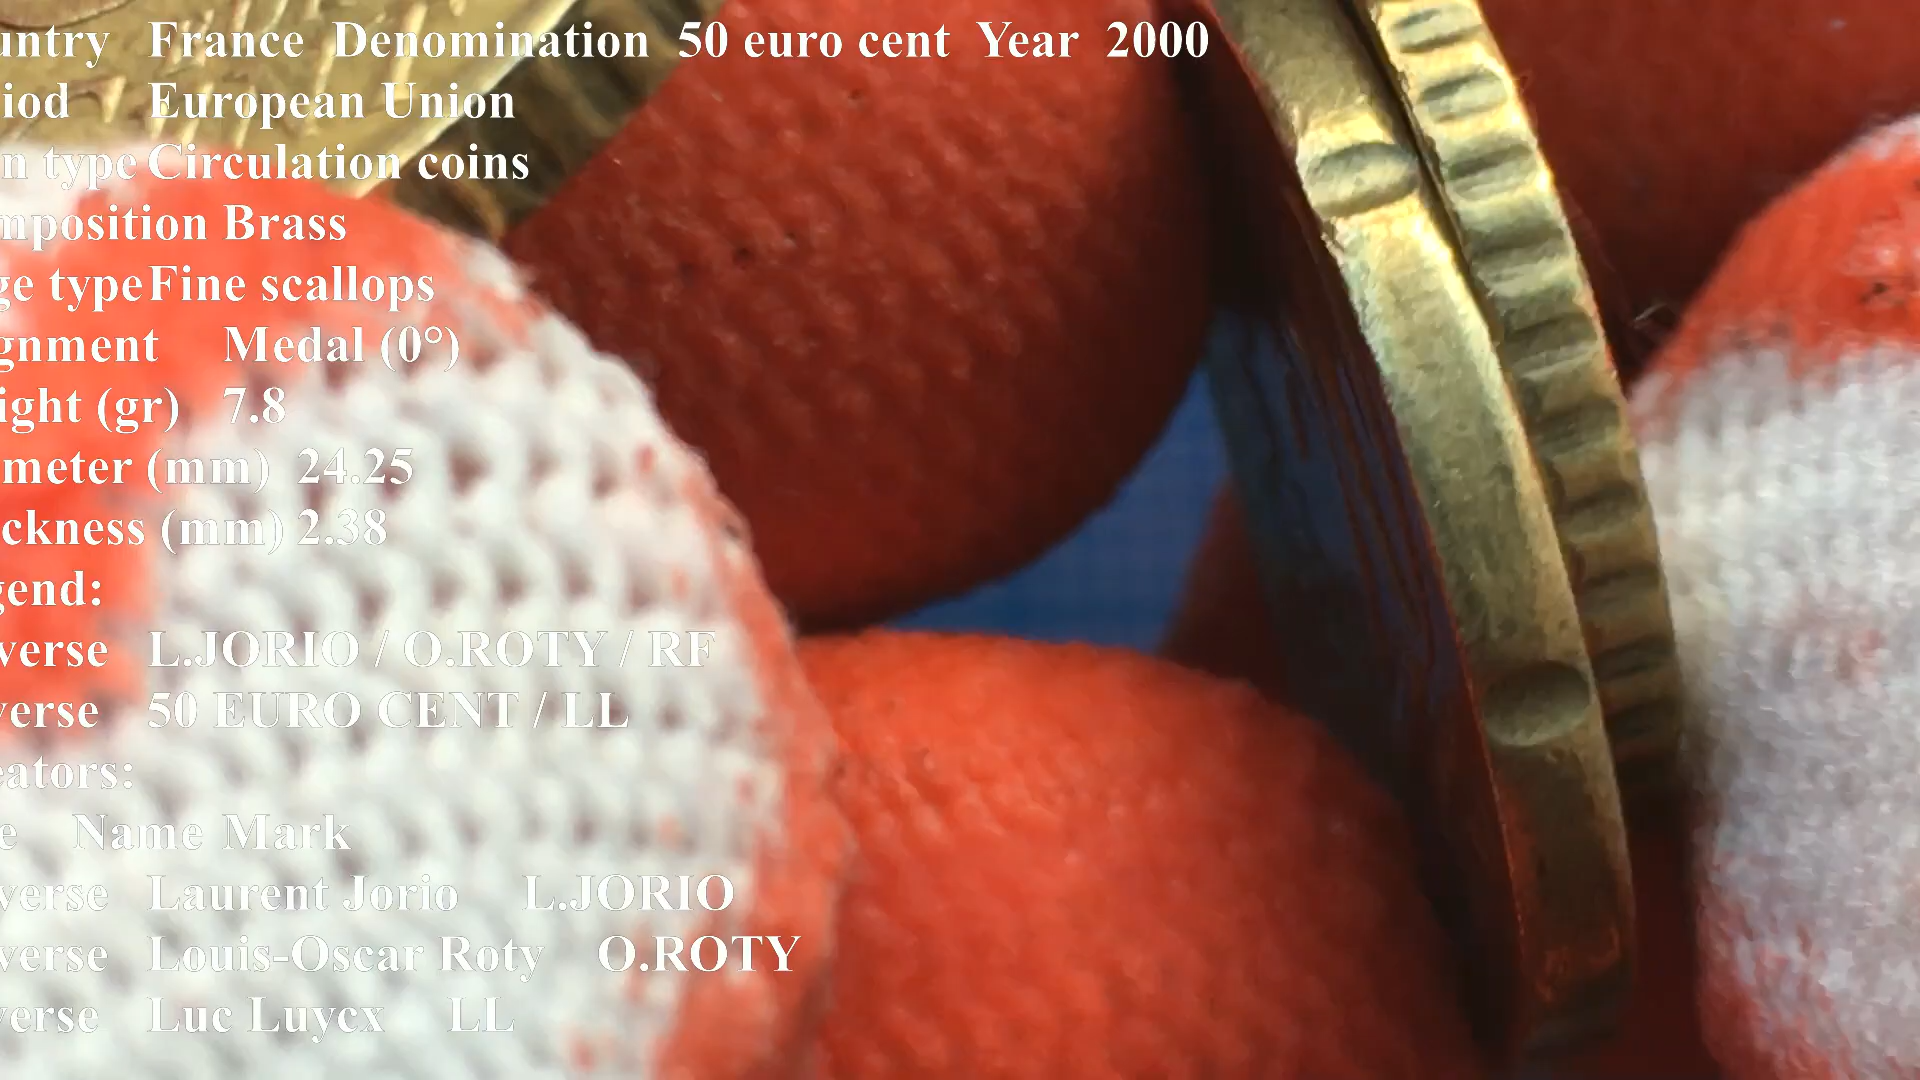 untry France Denomination 50 euro cent Year 2000
iod European Union
n type Circulation coins
mposition Brass
ge type Fine scallops
gnment Medal (0°)
ight (gr) 7.8
meter (mm) 24.25
ckness (mm) 2.38
gend:
verse L.JORIO / O.ROTY / RF
verse 50 EURO CENT / LL
eators:
e Name Mark
verse Laurent Jorio L.JORIO
verse Louis-Oscar Roty O.ROTY
verse Luc Luycx LL